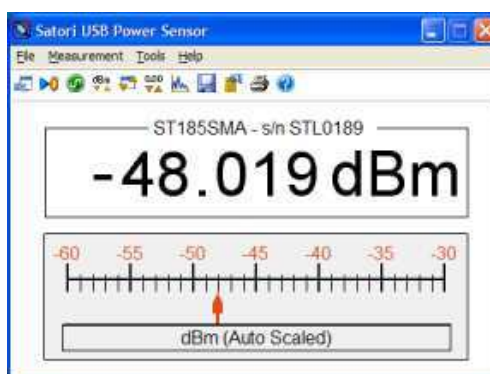 Satori USB Power Sensor
File Measurement Tools Help
ST185SMA - s/n STL0189
-48.019 dBm
-60 -55 -50 -45 -40 -35 -30
dBm (Auto Scaled)